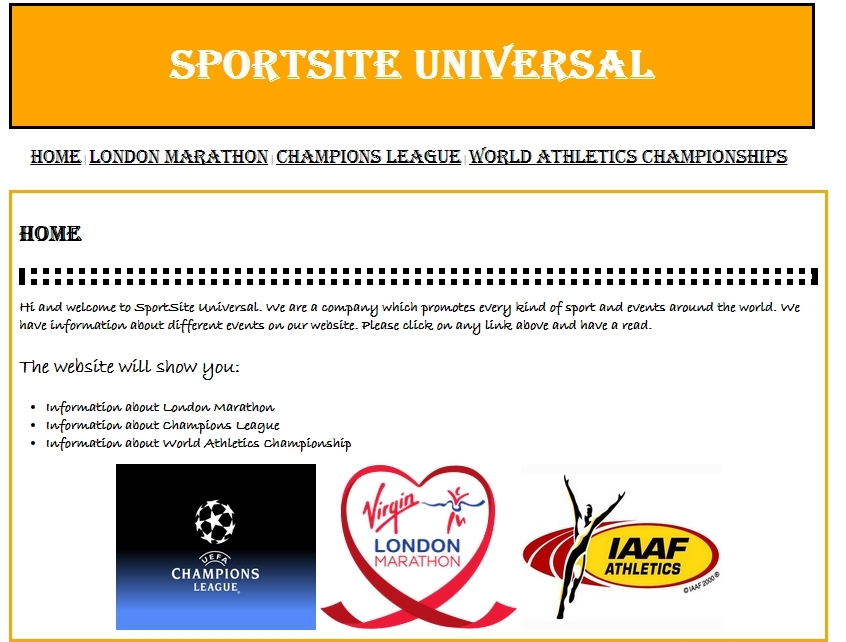 SPORTSITE UNIVERSAL
HOME | LONDON MARATHON | CHAMPIONS LEAGUE | WORLD ATHLETICS CHAMPIONSHIPS
HOME
Hi and welcome to SportSite Universal. We are a company which promotes every kind of sport and events around the world. We
have information about different events on our website. Please click on any link above and have a read.
The website will show you:
• Information about London Marathon
• Information about Champions League
• Information about World Athletics Championship
UEFA
CHAMPIONS
LEAGUE
Virgin
LONDON
MARATHON
IAAF
ATHLETICS
© IAAF 2000 ®